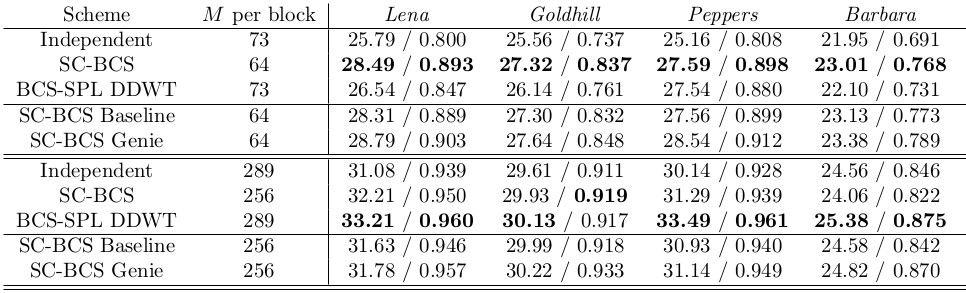 Scheme M per block Lena Goldhill Peppers Barbara
Independent 73 25.79 / 0.800 25.56 / 0.737 25.16 / 0.808 21.95 / 0.691
SC-BCS 64 28.49 / 0.893 27.32 / 0.837 27.59 / 0.898 23.01 / 0.768
BCS-SPL DDWT 73 26.54 / 0.847 26.14 / 0.761 27.54 / 0.880 22.10 / 0.731
SC-BCS Baseline 64 28.31 / 0.889 27.30 / 0.832 27.56 / 0.899 23.13 / 0.773
SC-BCS Genie 64 28.79 / 0.903 27.64 / 0.848 28.54 / 0.912 23.38 / 0.789
Independent 289 31.08 / 0.939 29.61 / 0.911 30.14 / 0.928 24.56 / 0.846
SC-BCS 256 32.21 / 0.950 29.93 / 0.919 31.29 / 0.939 24.06 / 0.822
BCS-SPL DDWT 289 33.21 / 0.960 30.13 / 0.917 33.49 / 0.961 25.38 / 0.875
SC-BCS Baseline 256 31.63 / 0.946 29.99 / 0.918 30.93 / 0.940 24.58 / 0.842
SC-BCS Genie 256 31.78 / 0.957 30.22 / 0.933 31.14 / 0.949 24.82 / 0.870